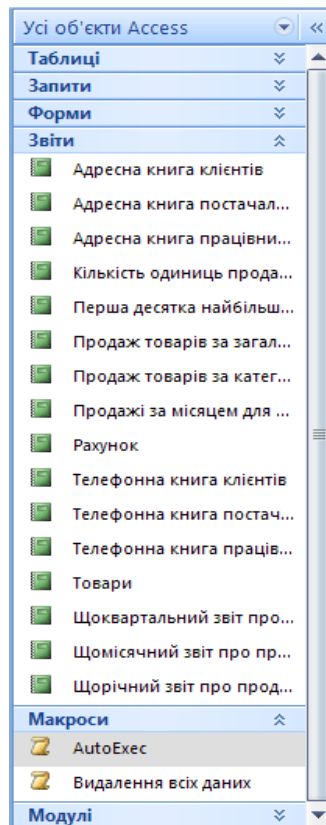 Усі об'єкти Access
Таблиці
Запити
Форми
Звіти
Адресна книга клієнтів
Адресна книга постачал...
Адресна книга працівни...
Кількість одиниць прода...
Перша десятка найбільш...
Продаж товарів за загал...
Продаж товарів за катег...
Продажі за місяцем для ...
Рахунок
Телефонна книга клієнтів
Телефонна книга постач...
Телефонна книга праців...
Товари
Щоквартальний звіт про...
Щомісячний звіт про пр...
Щорічний звіт про прод...
Макроси
AutoExec
Видалення всіх даних
Модулі